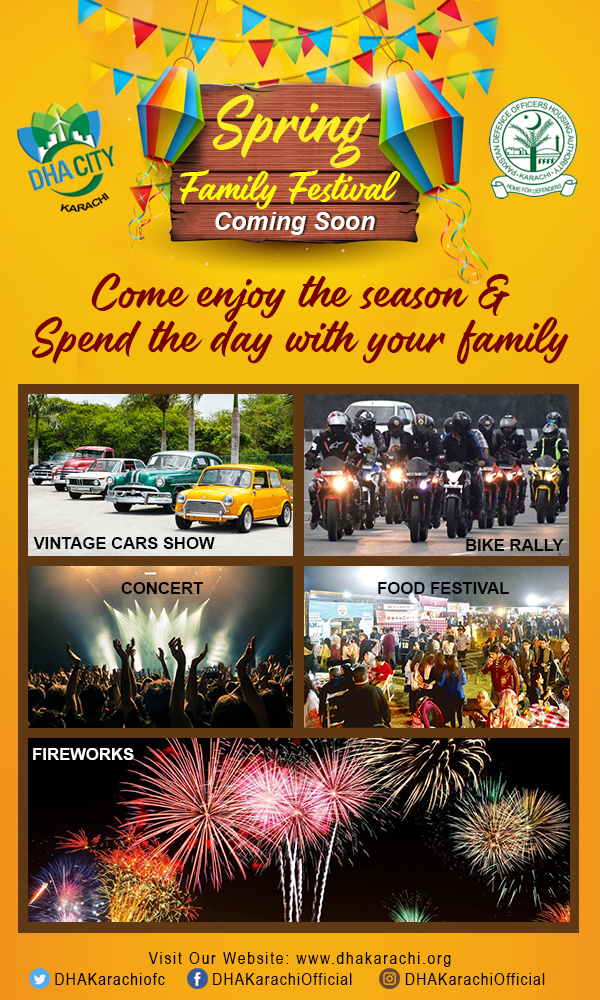 DHA CITY
KARACHI
Spring
Family Festival
Coming Soon
PAKISTAN DEFENCE OFFICERS HOUSING AUTHORITY
KARACHI
HOME FOR DEFENDERS
Come enjoy the season &
Spend the day with your family
VINTAGE CARS SHOW
BIKE RALLY
CONCERT
FOOD FESTIVAL
FIREWORKS
Visit Our Website: www.dhakarachi.org
DHAKarachiofc DHAKarachiOfficial DHAKarachiOfficial